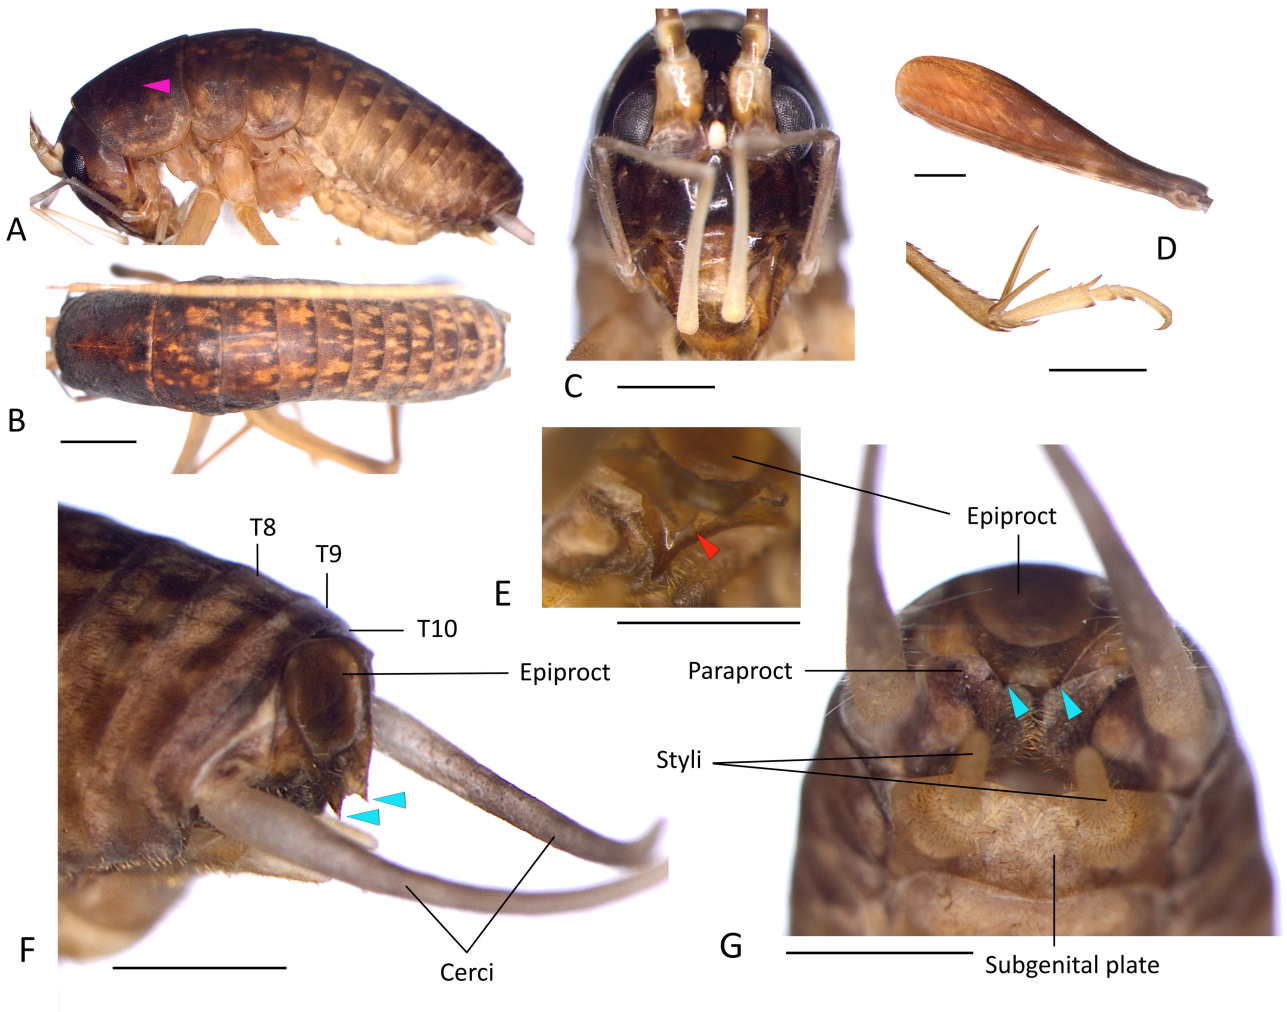 A
B
C
D
E
Epiproct
T8
T9
T10
Epiproct
Paraproct
Styli
Cerci
F
G
Subgenital plate